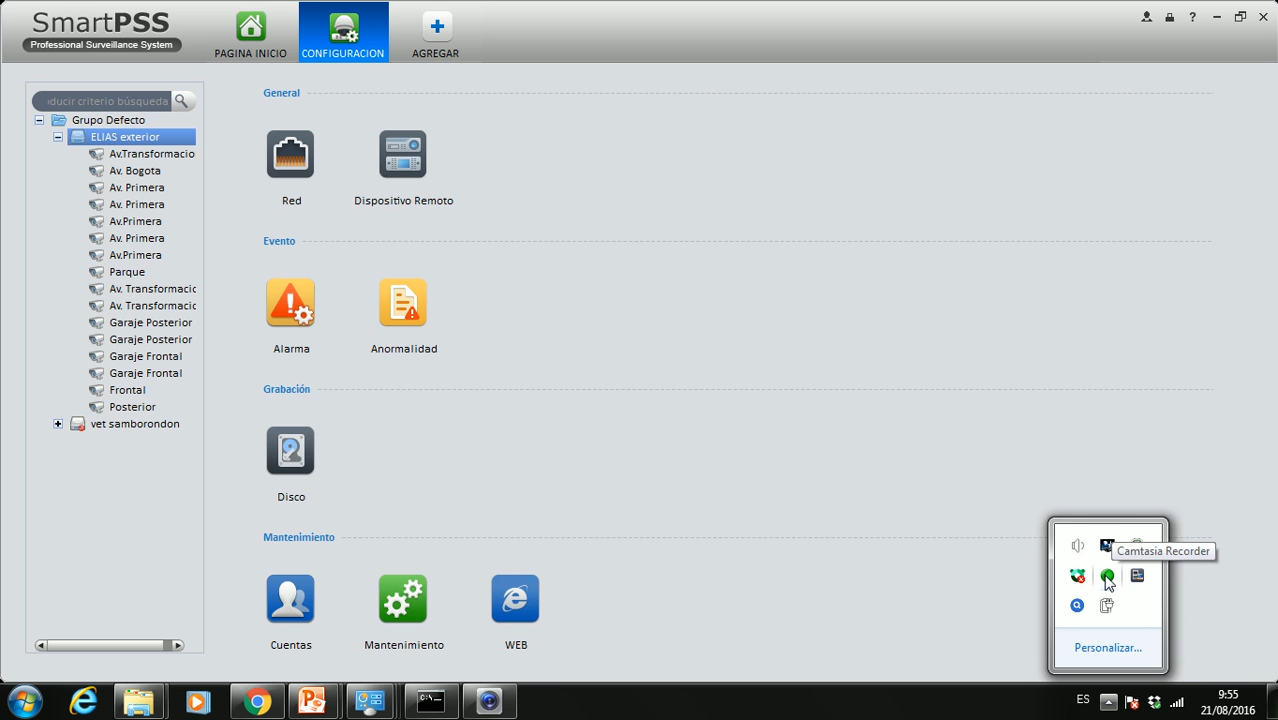 SmartPSS
Professional Surveillance System
PAGINA INICIO
CONFIGURACION
AGREGAR
?
ducir criterio búsqueda
Grupo Defecto
ELIAS exterior
Av.Transformacio
Av. Bogota
Av. Primera
Av. Primera
Av.Primera
Av. Primera
Av.Primera
Parque
Av. Transformacic
Av. Transformacic
Garaje Posterior
Garaje Posterior
Garaje Frontal
Garaje Frontal
Frontal
Posterior
vet samborondon
General
Red
Dispositivo Remoto
Evento
Alarma
Anormalidad
Grabación
Disco
Mantenimiento
Cuentas
Mantenimiento
WEB
Camtasia Recorder
Personalizar...
ES
9:55
21/08/2016